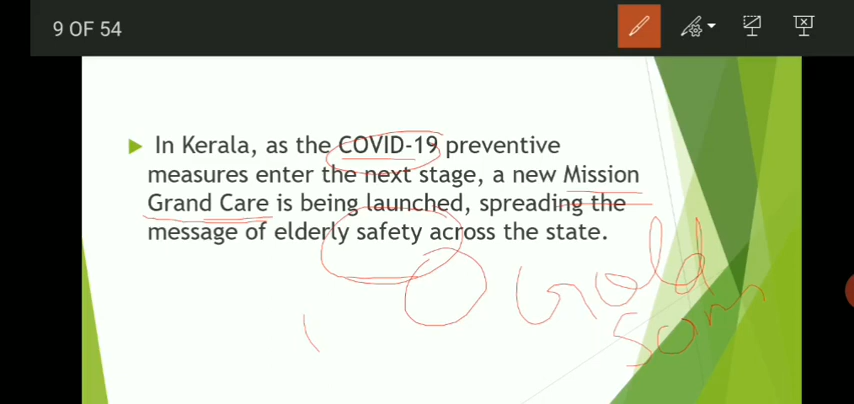 9 OF 54
In Kerala, as the COVID-19 preventive
measures enter the next stage, a new Mission
Grand Care is being launched, spreading the
message of elderly safety across the state.
Gold